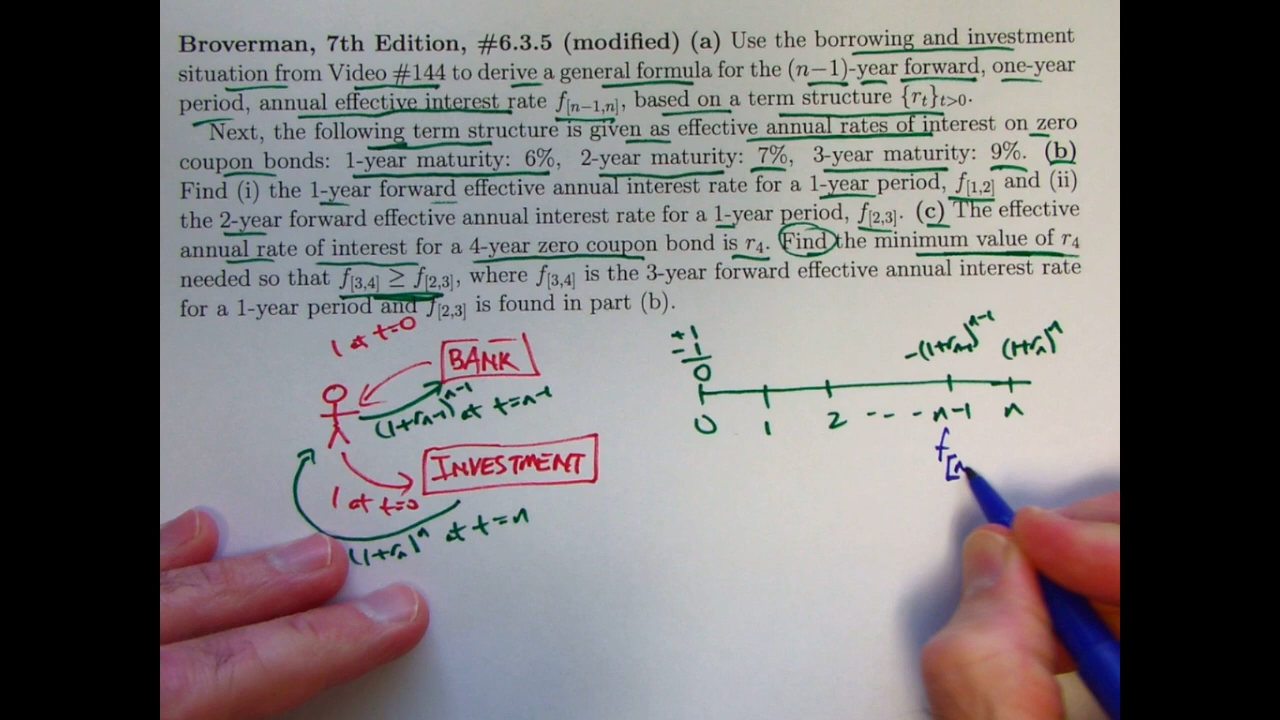 Broverman, 7th Edition, #6.3.5 (modified) (a) Use the borrowing and investment
situation from Video #144 to derive a general formula for the (n−1)-year forward, one-year
period, annual effective interest rate f[n−1,n], based on a term structure {rt}t>0.
Next, the following term structure is given as effective annual rates of interest on zero
coupon bonds: 1-year maturity: 6%, 2-year maturity: 7%, 3-year maturity: 9%. (b)
Find (i) the 1-year forward effective annual interest rate for a 1-year period, f[1,2] and (ii)
the 2-year forward effective annual interest rate for a 1-year period, f[2,3]. (c) The effective
annual rate of interest for a 4-year zero coupon bond is r4. Find the minimum value of r4
needed so that f[3,4] ≥ f[2,3], where f[3,4] is the 3-year forward effective annual interest rate
for a 1-year period and f[2,3] is found in part (b).
1 at t=0
BANK
(1+rn-1)^n-1 at t=n-1
INVESTMENT
1 at t=0
(1+rn)^n at t=n
+1
-1
0
-(1+rn-1)^n-1 (1+rn)^n
0 1 2 - - - n-1 n
f[n